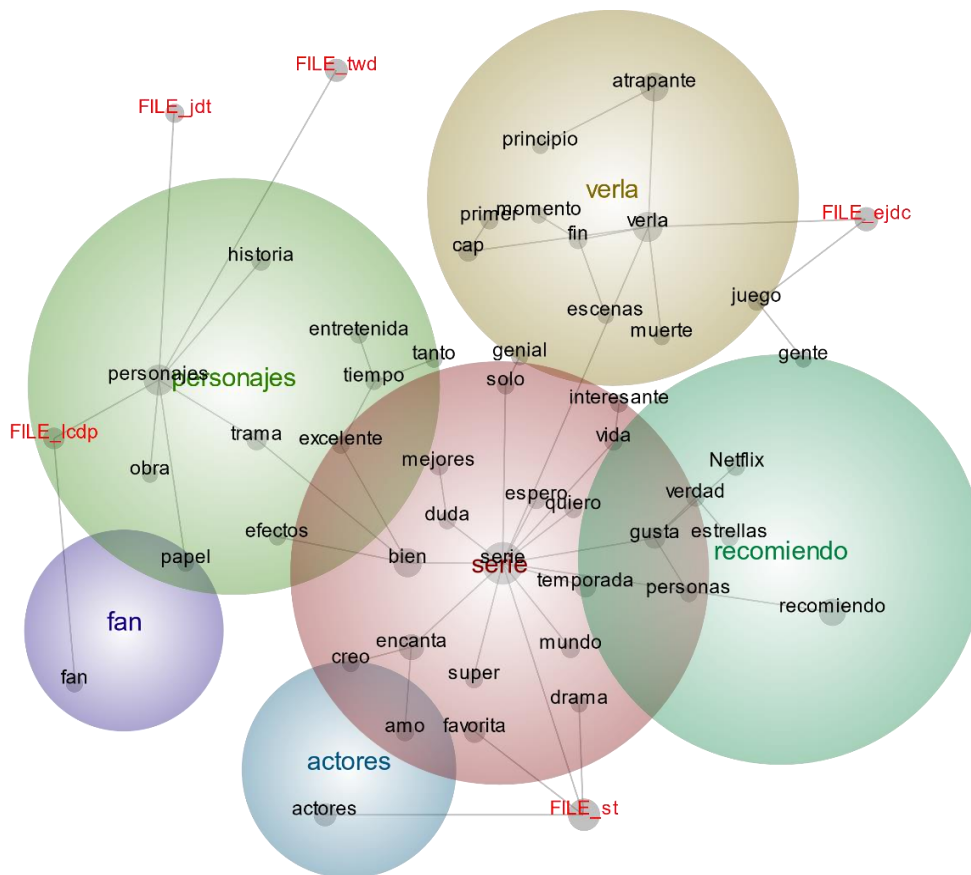 FILE_twd
FILE_jdt
atrapante
principio
verla
momento
primer
verla
fin
cap
FILE_ejdc
historia
juego
escenas
entretenida
muerte
genial
tanto
gente
personajes
personajes
tiempo
solo
interesante
FILE_lcdp
trama
excelente
vida
mejores
Netflix
obra
espero
verdad
quiero
duda
gusta
estrellas
efectos
recomiendo
papel
bien
serie
serie
temporada
personas
recomiendo
fan
encanta
mundo
creo
super
fan
drama
amo
favorita
actores
actores
FILE_st